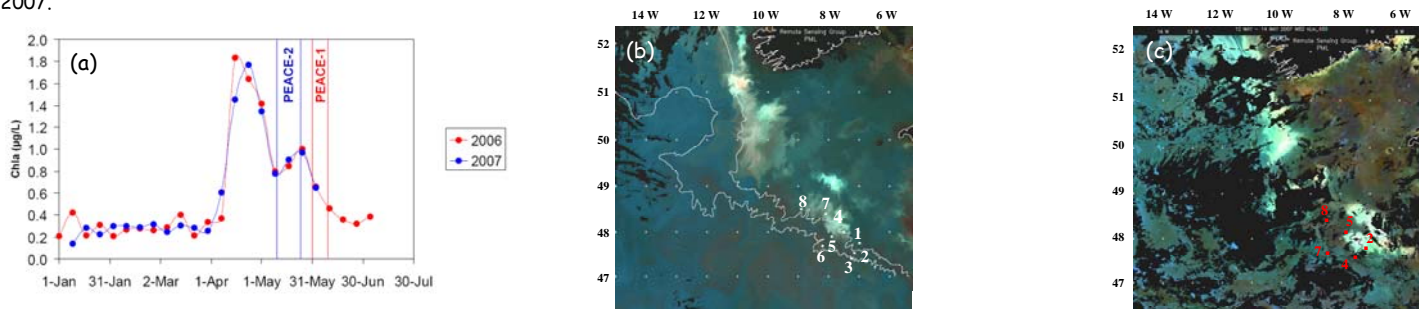 2007.
(a)
Chla (µg/L)
2.0
1.8
1.6
1.4
1.2
1.0
0.8
0.6
0.4
0.2
0.0
1-Jan 31-Jan 2-Mar 1-Apr 1-May 31-May 30-Jun 30-Jul
PEACE-2
PEACE-1
2006
2007
14 W 12 W 10 W 8 W 6 W
(b)
Remote Sensing Group
PML
52
51
50
49
48
47
8 7 4 1
6 5 3 2
14 W 12 W 10 W 8 W 6 W
(c)
Remote Sensing Group
PML
52
51
50
49
48
47